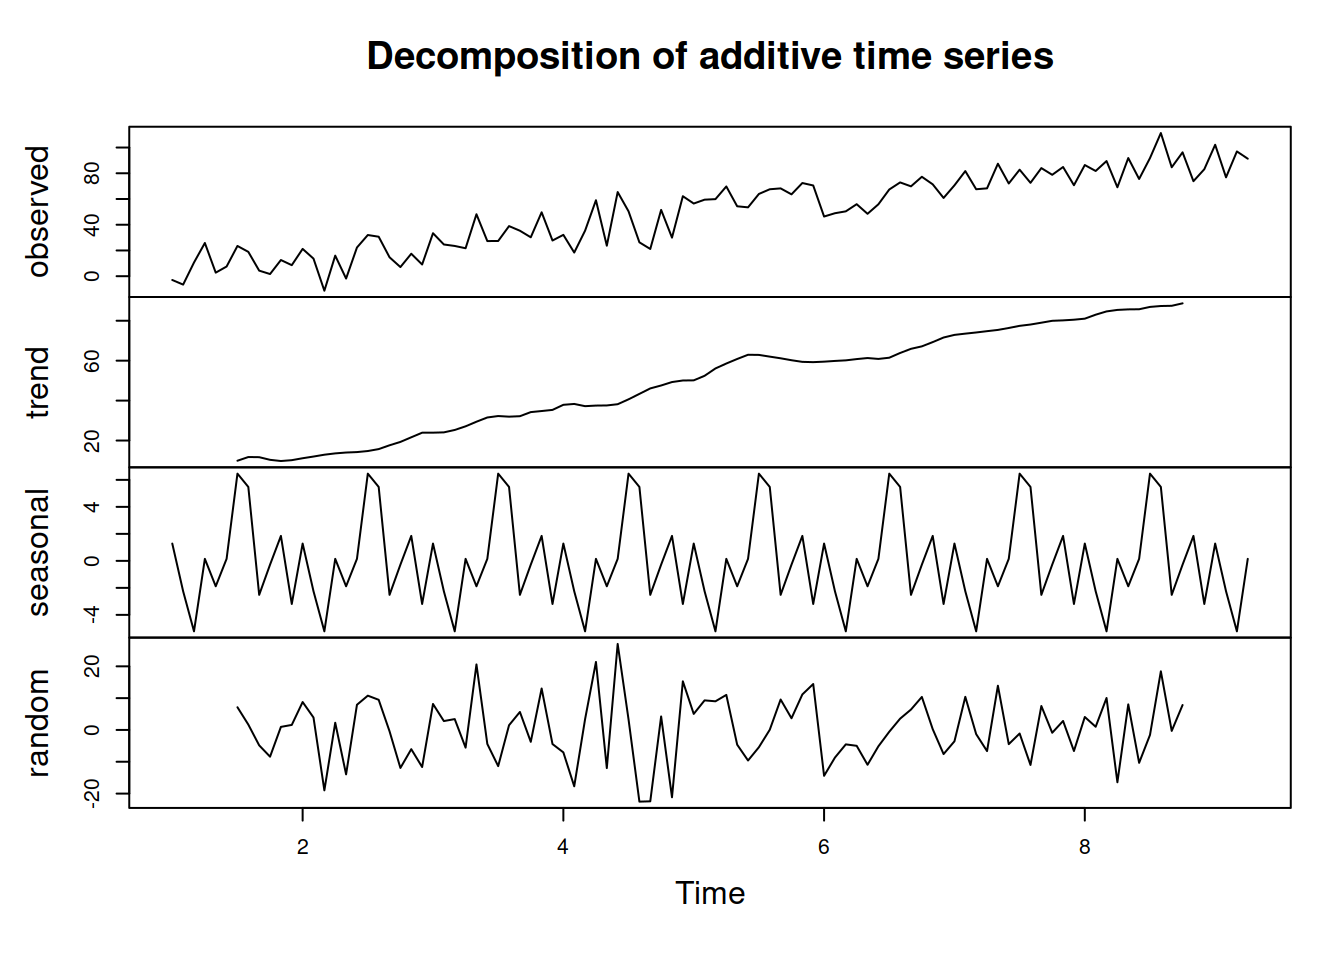 Decomposition of additive time series
observed
0 40 80
trend
20 60
seasonal
-4 0 4
random
-20 0 20
2 4 6 8
Time